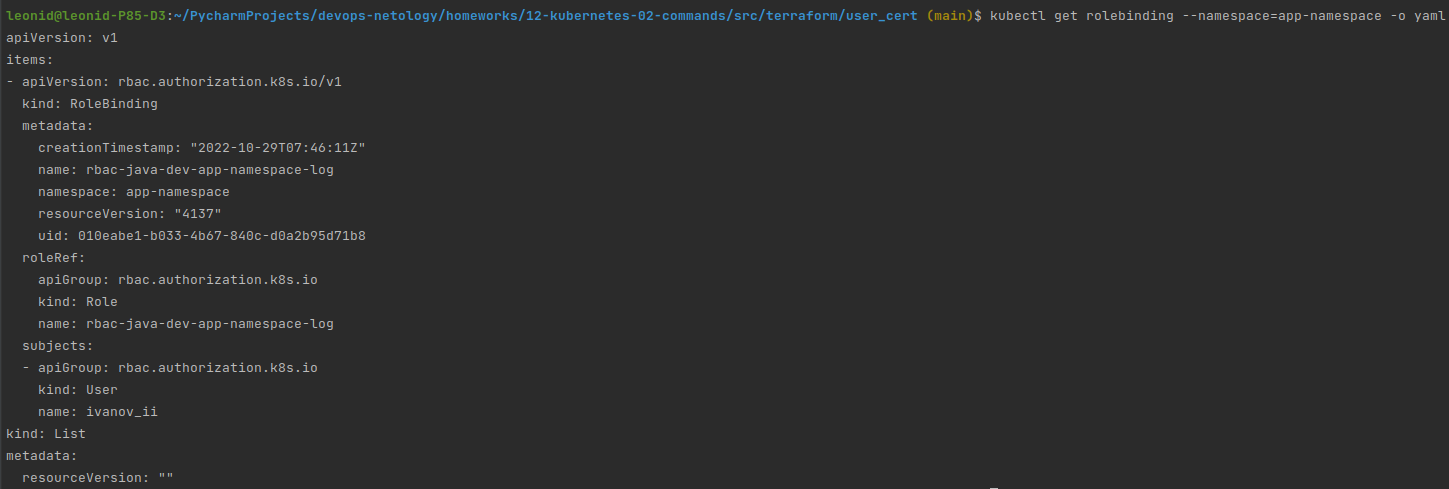 leonid@leonid-P85-D3:~/PycharmProjects/devops-netology/homeworks/12-kubernetes-02-commands/src/terraform/user_cert (main)$ kubectl get rolebinding --namespace=app-namespace -o yaml
apiVersion: v1
items:
- apiVersion: rbac.authorization.k8s.io/v1
  kind: RoleBinding
  metadata:
    creationTimestamp: "2022-10-29T07:46:11Z"
    name: rbac-java-dev-app-namespace-log
    namespace: app-namespace
    resourceVersion: "4137"
    uid: 010eabe1-b033-4b67-840c-d0a2b95d71b8
  roleRef:
    apiGroup: rbac.authorization.k8s.io
    kind: Role
    name: rbac-java-dev-app-namespace-log
  subjects:
  - apiGroup: rbac.authorization.k8s.io
    kind: User
    name: ivanov_ii
kind: List
metadata:
  resourceVersion: ""